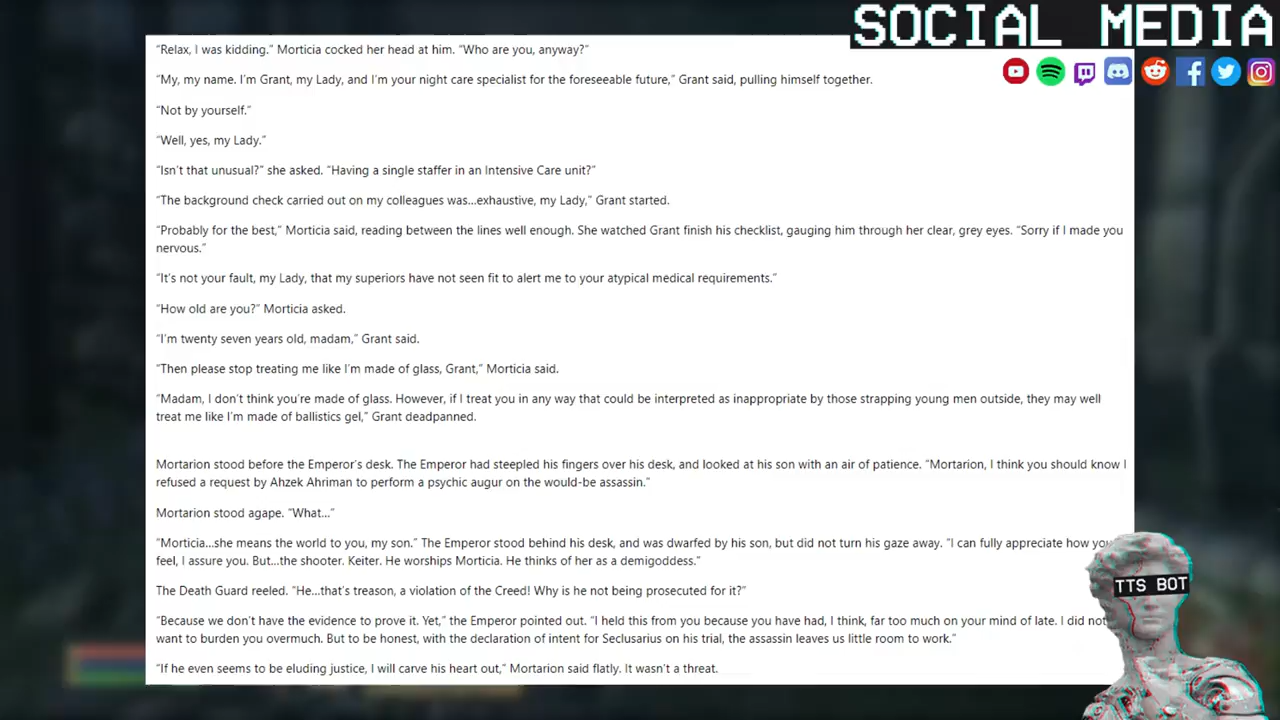 SOCIAL MEDIA
“Relax, I was kidding.” Morticia cocked her head at him. “Who are you, anyway?”
“My, my name. I’m Grant, my Lady, and I’m your night care specialist for the foreseeable future,” Grant said, pulling himself together.
“Not by yourself.”
“Well, yes, my Lady.”
“Isn’t that unusual?” she asked. “Having a single staffer in an Intensive Care unit?”
“The background check carried out on my colleagues was…exhaustive, my Lady,” Grant started.
“Probably for the best,” Morticia said, reading between the lines well enough. She watched Grant finish his checklist, gauging him through her clear, grey eyes. “Sorry if I made you
nervous.”
“It’s not your fault, my Lady, that my superiors have not seen fit to alert me to your atypical medical requirements.”
“How old are you?” Morticia asked.
“I’m twenty seven years old, madam,” Grant said.
“Then please stop treating me like I’m made of glass, Grant,” Morticia said.
“Madam, I don’t think you’re made of glass. However, if I treat you in any way that could be interpreted as inappropriate by those strapping young men outside, they may well
treat me like I’m made of ballistics gel,” Grant deadpanned.
Mortarion stood before the Emperor’s desk. The Emperor had steepled his fingers over his desk, and looked at his son with an air of patience. “Mortarion, I think you should know I
refused a request by Ahzek Ahriman to perform a psychic augur on the would-be assassin.”
Mortarion stood agape. “What…”
“Morticia…she means the world to you, my son.” The Emperor stood behind his desk, and was dwarfed by his son, but did not turn his gaze away. “I can fully appreciate how you
feel, I assure you. But…the shooter. Keiter. He worships Morticia. He thinks of her as a demigoddess.”
The Death Guard reeled. “He…that’s treason, a violation of the Creed! Why is he not being prosecuted for it?”
“Because we don’t have the evidence to prove it. Yet,” the Emperor pointed out. “I held this from you because you have had, I think, far too much on your mind of late. I did not
want to burden you overmuch. But to be honest, with the declaration of intent for Seclusarius on his trial, the assassin leaves us little room to work.”
“If he even seems to be eluding justice, I will carve his heart out,” Mortarion said flatly. It wasn’t a threat.
TTS BOT